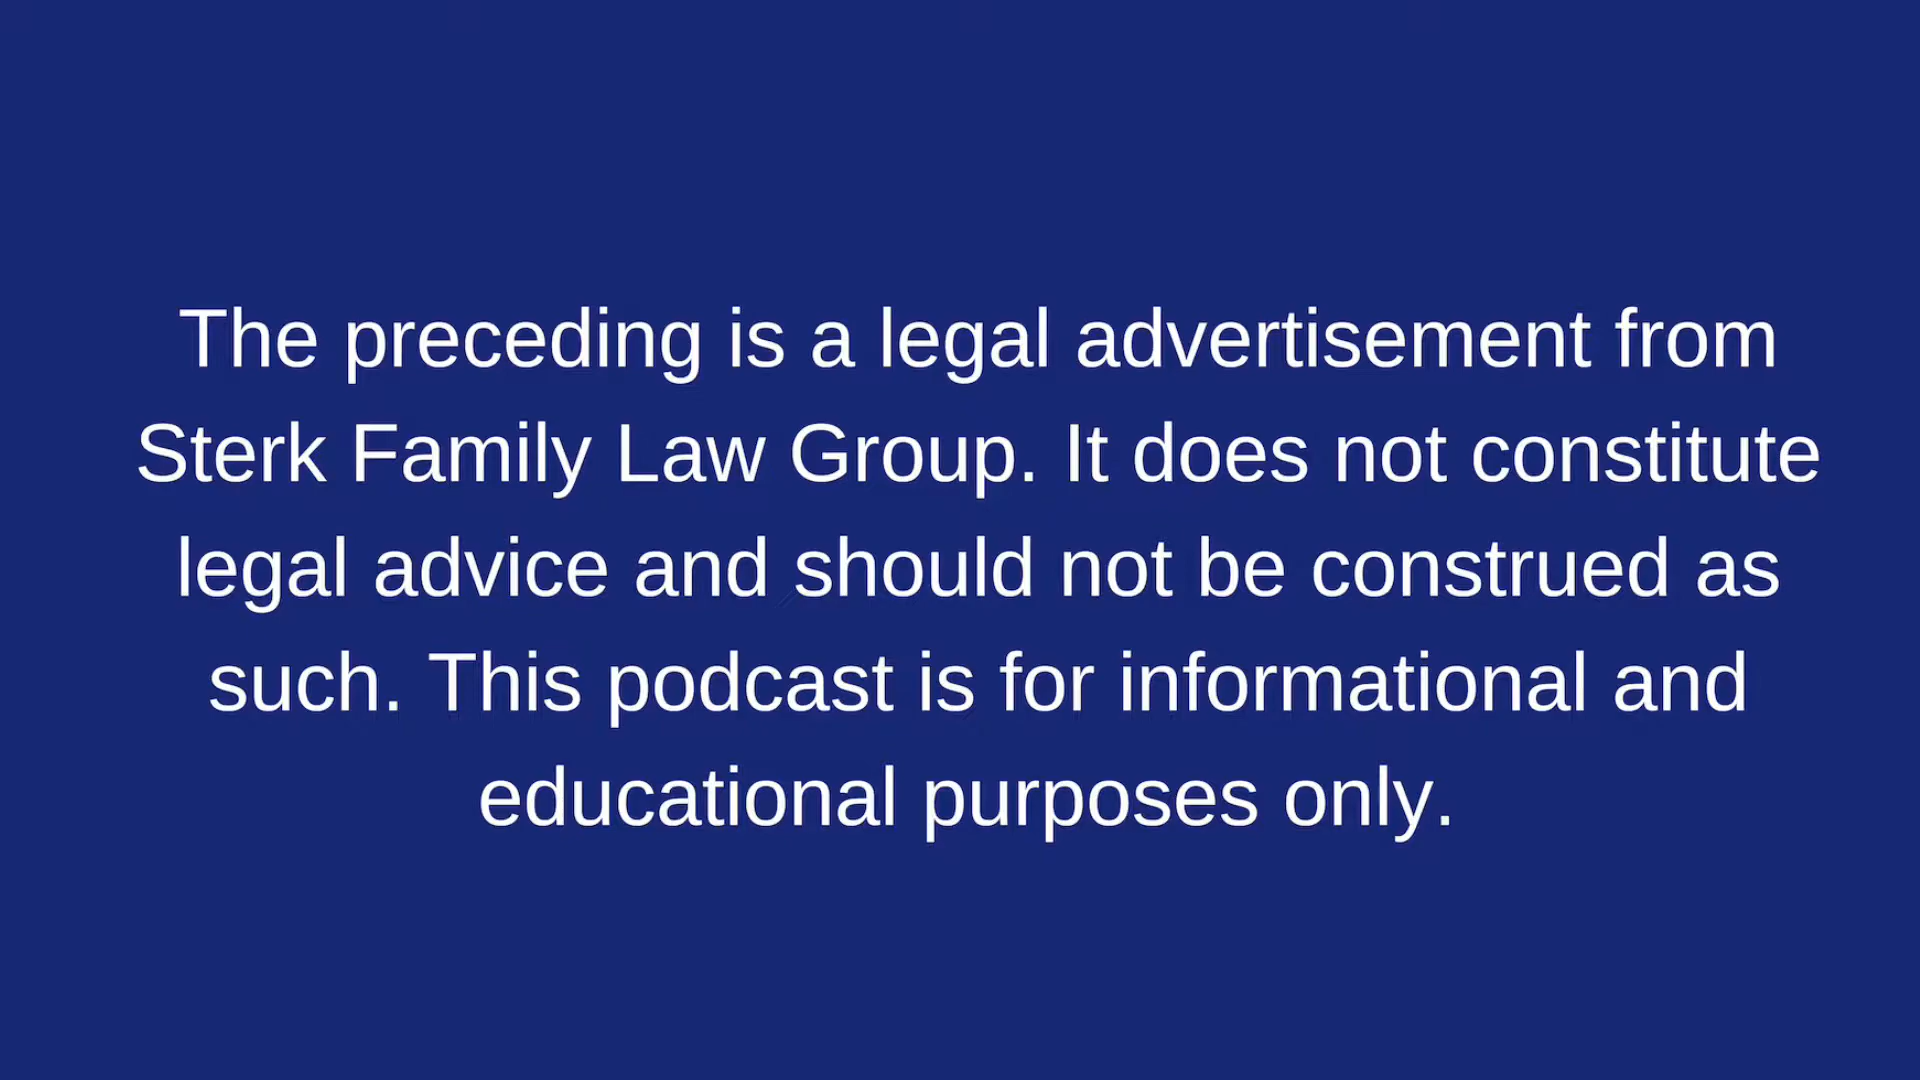 The preceding is a legal advertisement from
Sterk Family Law Group. It does not constitute
legal advice and should not be construed as
such. This podcast is for informational and
educational purposes only.